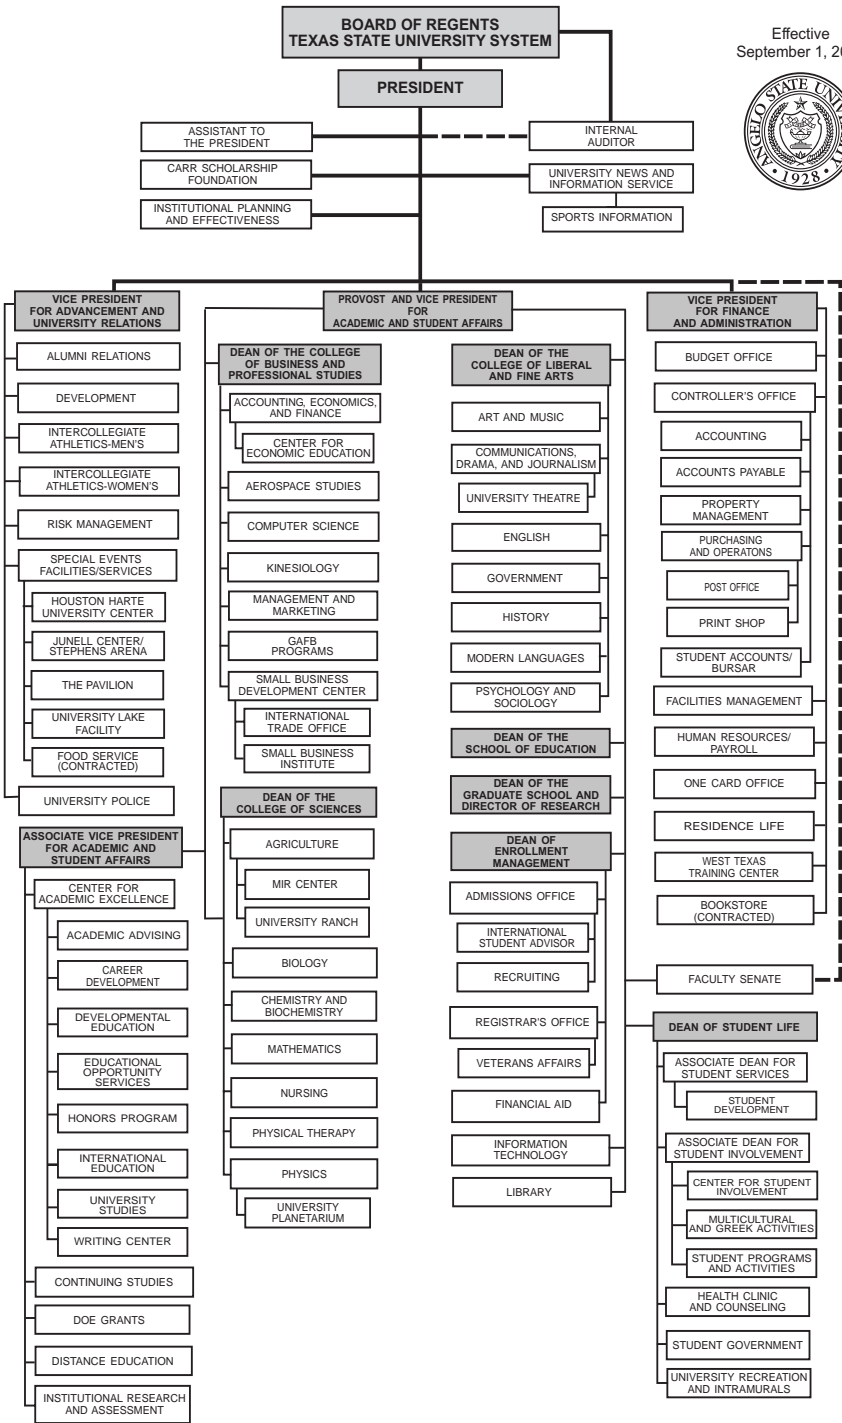 BOARD OF REGENTS
TEXAS STATE UNIVERSITY SYSTEM
Effective
September 1, 20
PRESIDENT
ANGELO STATE UNIVERSITY
• 1928 •
ASSISTANT TO
THE PRESIDENT
INTERNAL
AUDITOR
CARR SCHOLARSHIP
FOUNDATION
UNIVERSITY NEWS AND
INFORMATION SERVICE
INSTITUTIONAL PLANNING
AND EFFECTIVENESS
SPORTS INFORMATION
VICE PRESIDENT
FOR ADVANCEMENT AND
UNIVERSITY RELATIONS
ALUMNI RELATIONS
DEVELOPMENT
INTERCOLLEGIATE
ATHLETICS-MEN'S
INTERCOLLEGIATE
ATHLETICS-WOMEN'S
RISK MANAGEMENT
SPECIAL EVENTS
FACILITIES/SERVICES
HOUSTON HARTE
UNIVERSITY CENTER
JUNELL CENTER/
STEPHENS ARENA
THE PAVILION
UNIVERSITY LAKE
FACILITY
FOOD SERVICE
(CONTRACTED)
UNIVERSITY POLICE
PROVOST AND VICE PRESIDENT
FOR
ACADEMIC AND STUDENT AFFAIRS
ASSOCIATE VICE PRESIDENT
FOR ACADEMIC AND
STUDENT AFFAIRS
CENTER FOR
ACADEMIC EXCELLENCE
ACADEMIC ADVISING
CAREER
DEVELOPMENT
DEVELOPMENTAL
EDUCATION
EDUCATIONAL
OPPORTUNITY
SERVICES
HONORS PROGRAM
INTERNATIONAL
EDUCATION
UNIVERSITY
STUDIES
WRITING CENTER
CONTINUING STUDIES
DOE GRANTS
DISTANCE EDUCATION
INSTITUTIONAL RESEARCH
AND ASSESSMENT
DEAN OF THE COLLEGE
OF BUSINESS AND
PROFESSIONAL STUDIES
ACCOUNTING, ECONOMICS,
AND FINANCE
CENTER FOR
ECONOMIC EDUCATION
AEROSPACE STUDIES
COMPUTER SCIENCE
KINESIOLOGY
MANAGEMENT AND
MARKETING
GAFB
PROGRAMS
SMALL BUSINESS
DEVELOPMENT CENTER
INTERNATIONAL
TRADE OFFICE
SMALL BUSINESS
INSTITUTE
DEAN OF THE
COLLEGE OF SCIENCES
AGRICULTURE
MIR CENTER
UNIVERSITY RANCH
BIOLOGY
CHEMISTRY AND
BIOCHEMISTRY
MATHEMATICS
NURSING
PHYSICAL THERAPY
PHYSICS
UNIVERSITY
PLANETARIUM
DEAN OF THE
COLLEGE OF LIBERAL
AND FINE ARTS
ART AND MUSIC
COMMUNICATIONS,
DRAMA, AND JOURNALISM
UNIVERSITY THEATRE
ENGLISH
GOVERNMENT
HISTORY
MODERN LANGUAGES
PSYCHOLOGY AND
SOCIOLOGY
DEAN OF THE
SCHOOL OF EDUCATION
DEAN OF THE
GRADUATE SCHOOL AND
DIRECTOR OF RESEARCH
DEAN OF
ENROLLMENT
MANAGEMENT
ADMISSIONS OFFICE
INTERNATIONAL
STUDENT ADVISOR
RECRUITING
REGISTRAR'S OFFICE
VETERANS AFFAIRS
FINANCIAL AID
INFORMATION
TECHNOLOGY
LIBRARY
VICE PRESIDENT
FOR FINANCE
AND ADMINISTRATION
BUDGET OFFICE
CONTROLLER'S OFFICE
ACCOUNTING
ACCOUNTS PAYABLE
PROPERTY
MANAGEMENT
PURCHASING
AND OPERATONS
POST OFFICE
PRINT SHOP
STUDENT ACCOUNTS/
BURSAR
FACILITIES MANAGEMENT
HUMAN RESOURCES/
PAYROLL
ONE CARD OFFICE
RESIDENCE LIFE
WEST TEXAS
TRAINING CENTER
BOOKSTORE
(CONTRACTED)
FACULTY SENATE
DEAN OF STUDENT LIFE
ASSOCIATE DEAN FOR
STUDENT SERVICES
STUDENT
DEVELOPMENT
ASSOCIATE DEAN FOR
STUDENT INVOLVEMENT
CENTER FOR STUDENT
INVOLVEMENT
MULTICULTURAL
AND GREEK ACTIVITIES
STUDENT PROGRAMS
AND ACTIVITIES
HEALTH CLINIC
AND COUNSELING
STUDENT GOVERNMENT
UNIVERSITY RECREATION
AND INTRAMURALS